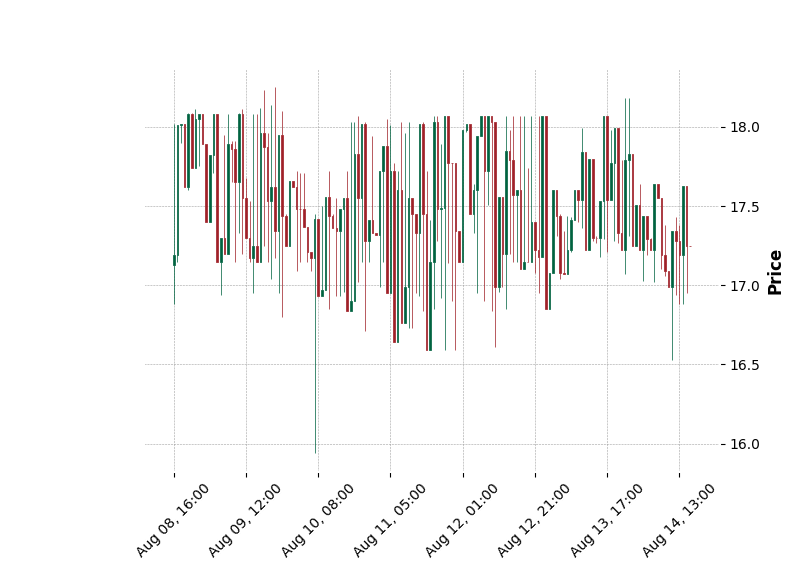 18.0
17.5
17.0
16.5
16.0
Price
Aug 08, 16:00
Aug 09, 12:00
Aug 10, 08:00
Aug 11, 05:00
Aug 12, 01:00
Aug 12, 21:00
Aug 13, 17:00
Aug 14, 13:00